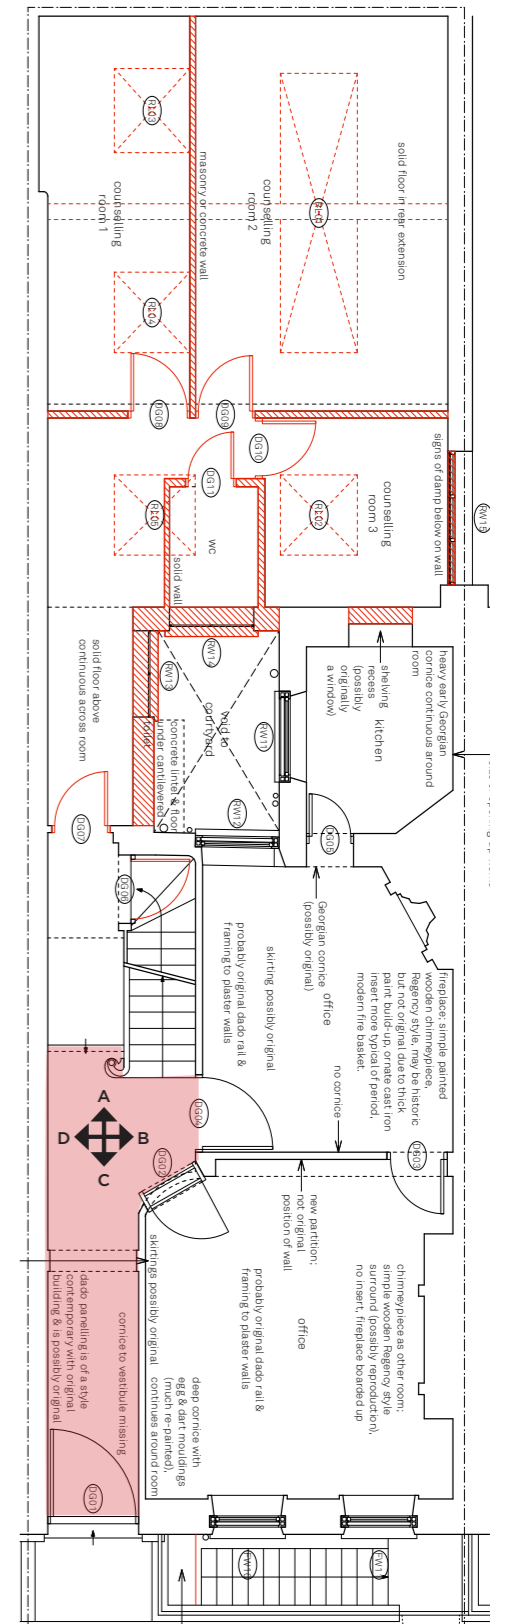 RL03
counselling
room 1
RL04
masonry or concrete wall
counselling
room 2
solid floor in rear extension
DG08
DG09
DG10
DG11
RL05
wc
solid wall
RL02
counselling
room 3
signs of damp below on wall
RW15
solid floor above
continuous across room
RW14
RW13
void to
courtyard
toilet
under cantilevered
concrete lintel & floor
RW11
RW12
shelving
recess
(possibly
originally
a window)
kitchen
heavy early Georgian
cornice continuous around
room
DG07
DG06
DG05
Georgian cornice
(possibly original)
office
skirting possibly original
probably original dado rail &
framing to plaster walls
fireplace; simple painted
wooden chimneypiece,
Regency style, may be historic
but not original due to thick
paint build-up, ornate cast iron
insert more typical of period,
modern fire basket.
no cornice
DG04
DG03
A
D
B
C
DG02
new partition;
not original
position of wall
office
probably original dado rail &
framing to plaster walls
chimneypiece as other room;
simple wooden Regency style
surround (possibly reproduction),
no insert, fireplace boarded up
skirtings possibly original
deep cornice with
egg & dart mouldings
(much re-painted),
continues around room
cornice to vestibule missing
dado panelling is of a style
contemporary with original
building & is possibly original
DG01
FW10